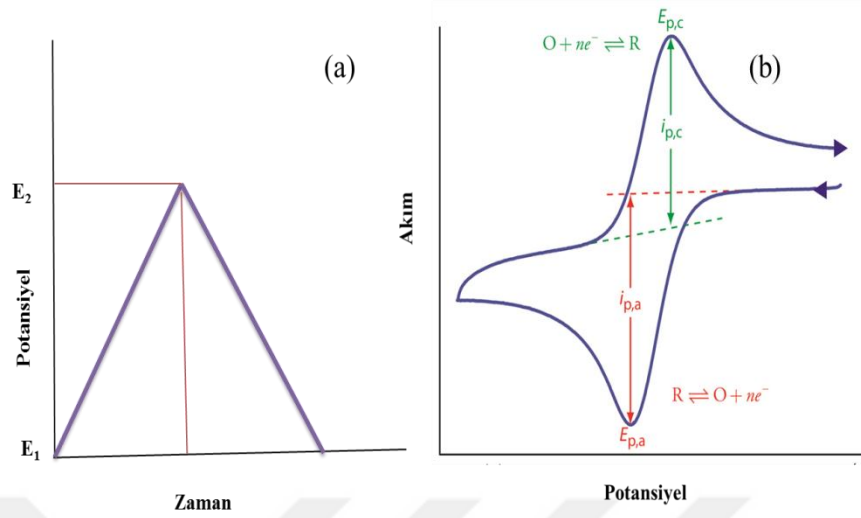 (a)
E₂
Potansiyel
E₁
Zaman
Eₚ,c
O + ne⁻ ⇌ R
(b)
iₚ,c
Akım
iₚ,a
R ⇌ O + ne⁻
Eₚ,a
Potansiyel